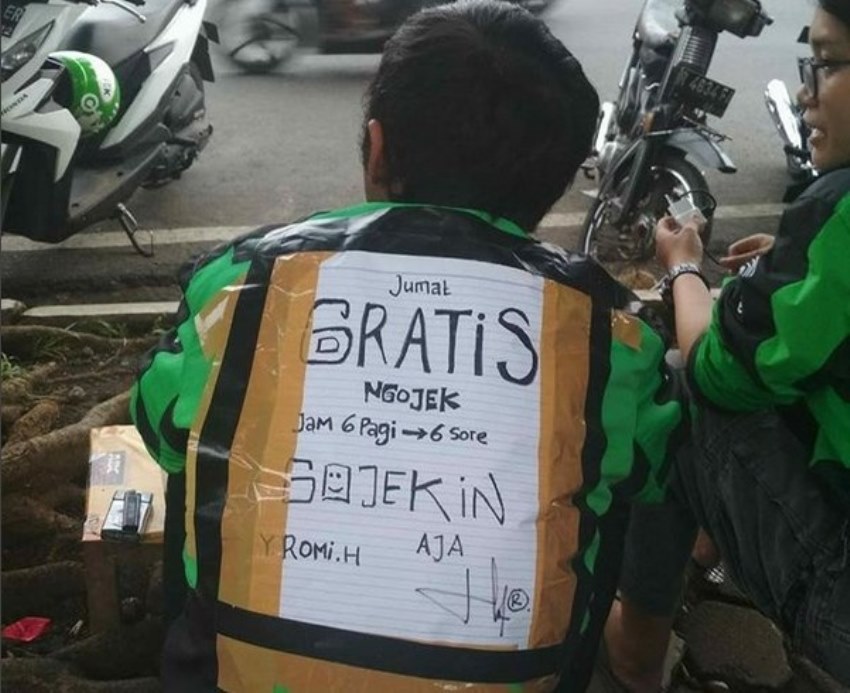 Jumat
GRATIS
NGOJEK
Jam 6 Pagi → 6 Sore
GOJEKIN
Y. ROMI.H AJA
®